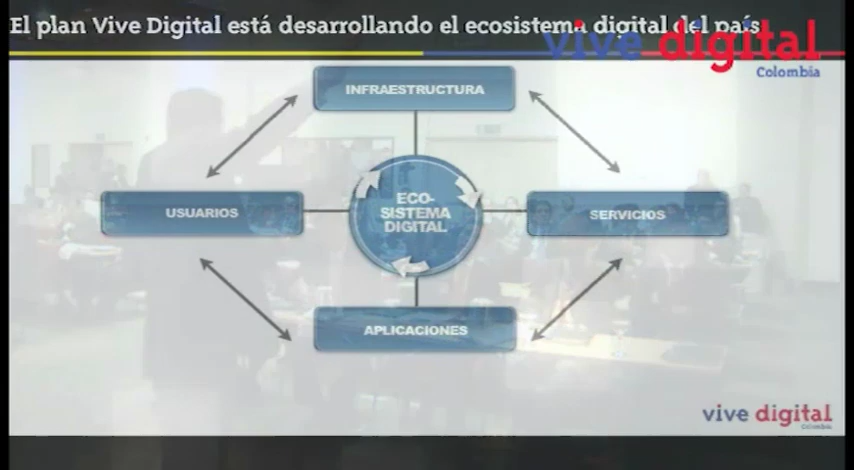 El plan Vive Digital está desarrollando el ecosistema digital del país
vive digital
Colombia
INFRAESTRUCTURA
USUARIOS
ECO-
SISTEMA
DIGITAL
SERVICIOS
APLICACIONES
vive digital
Colombia